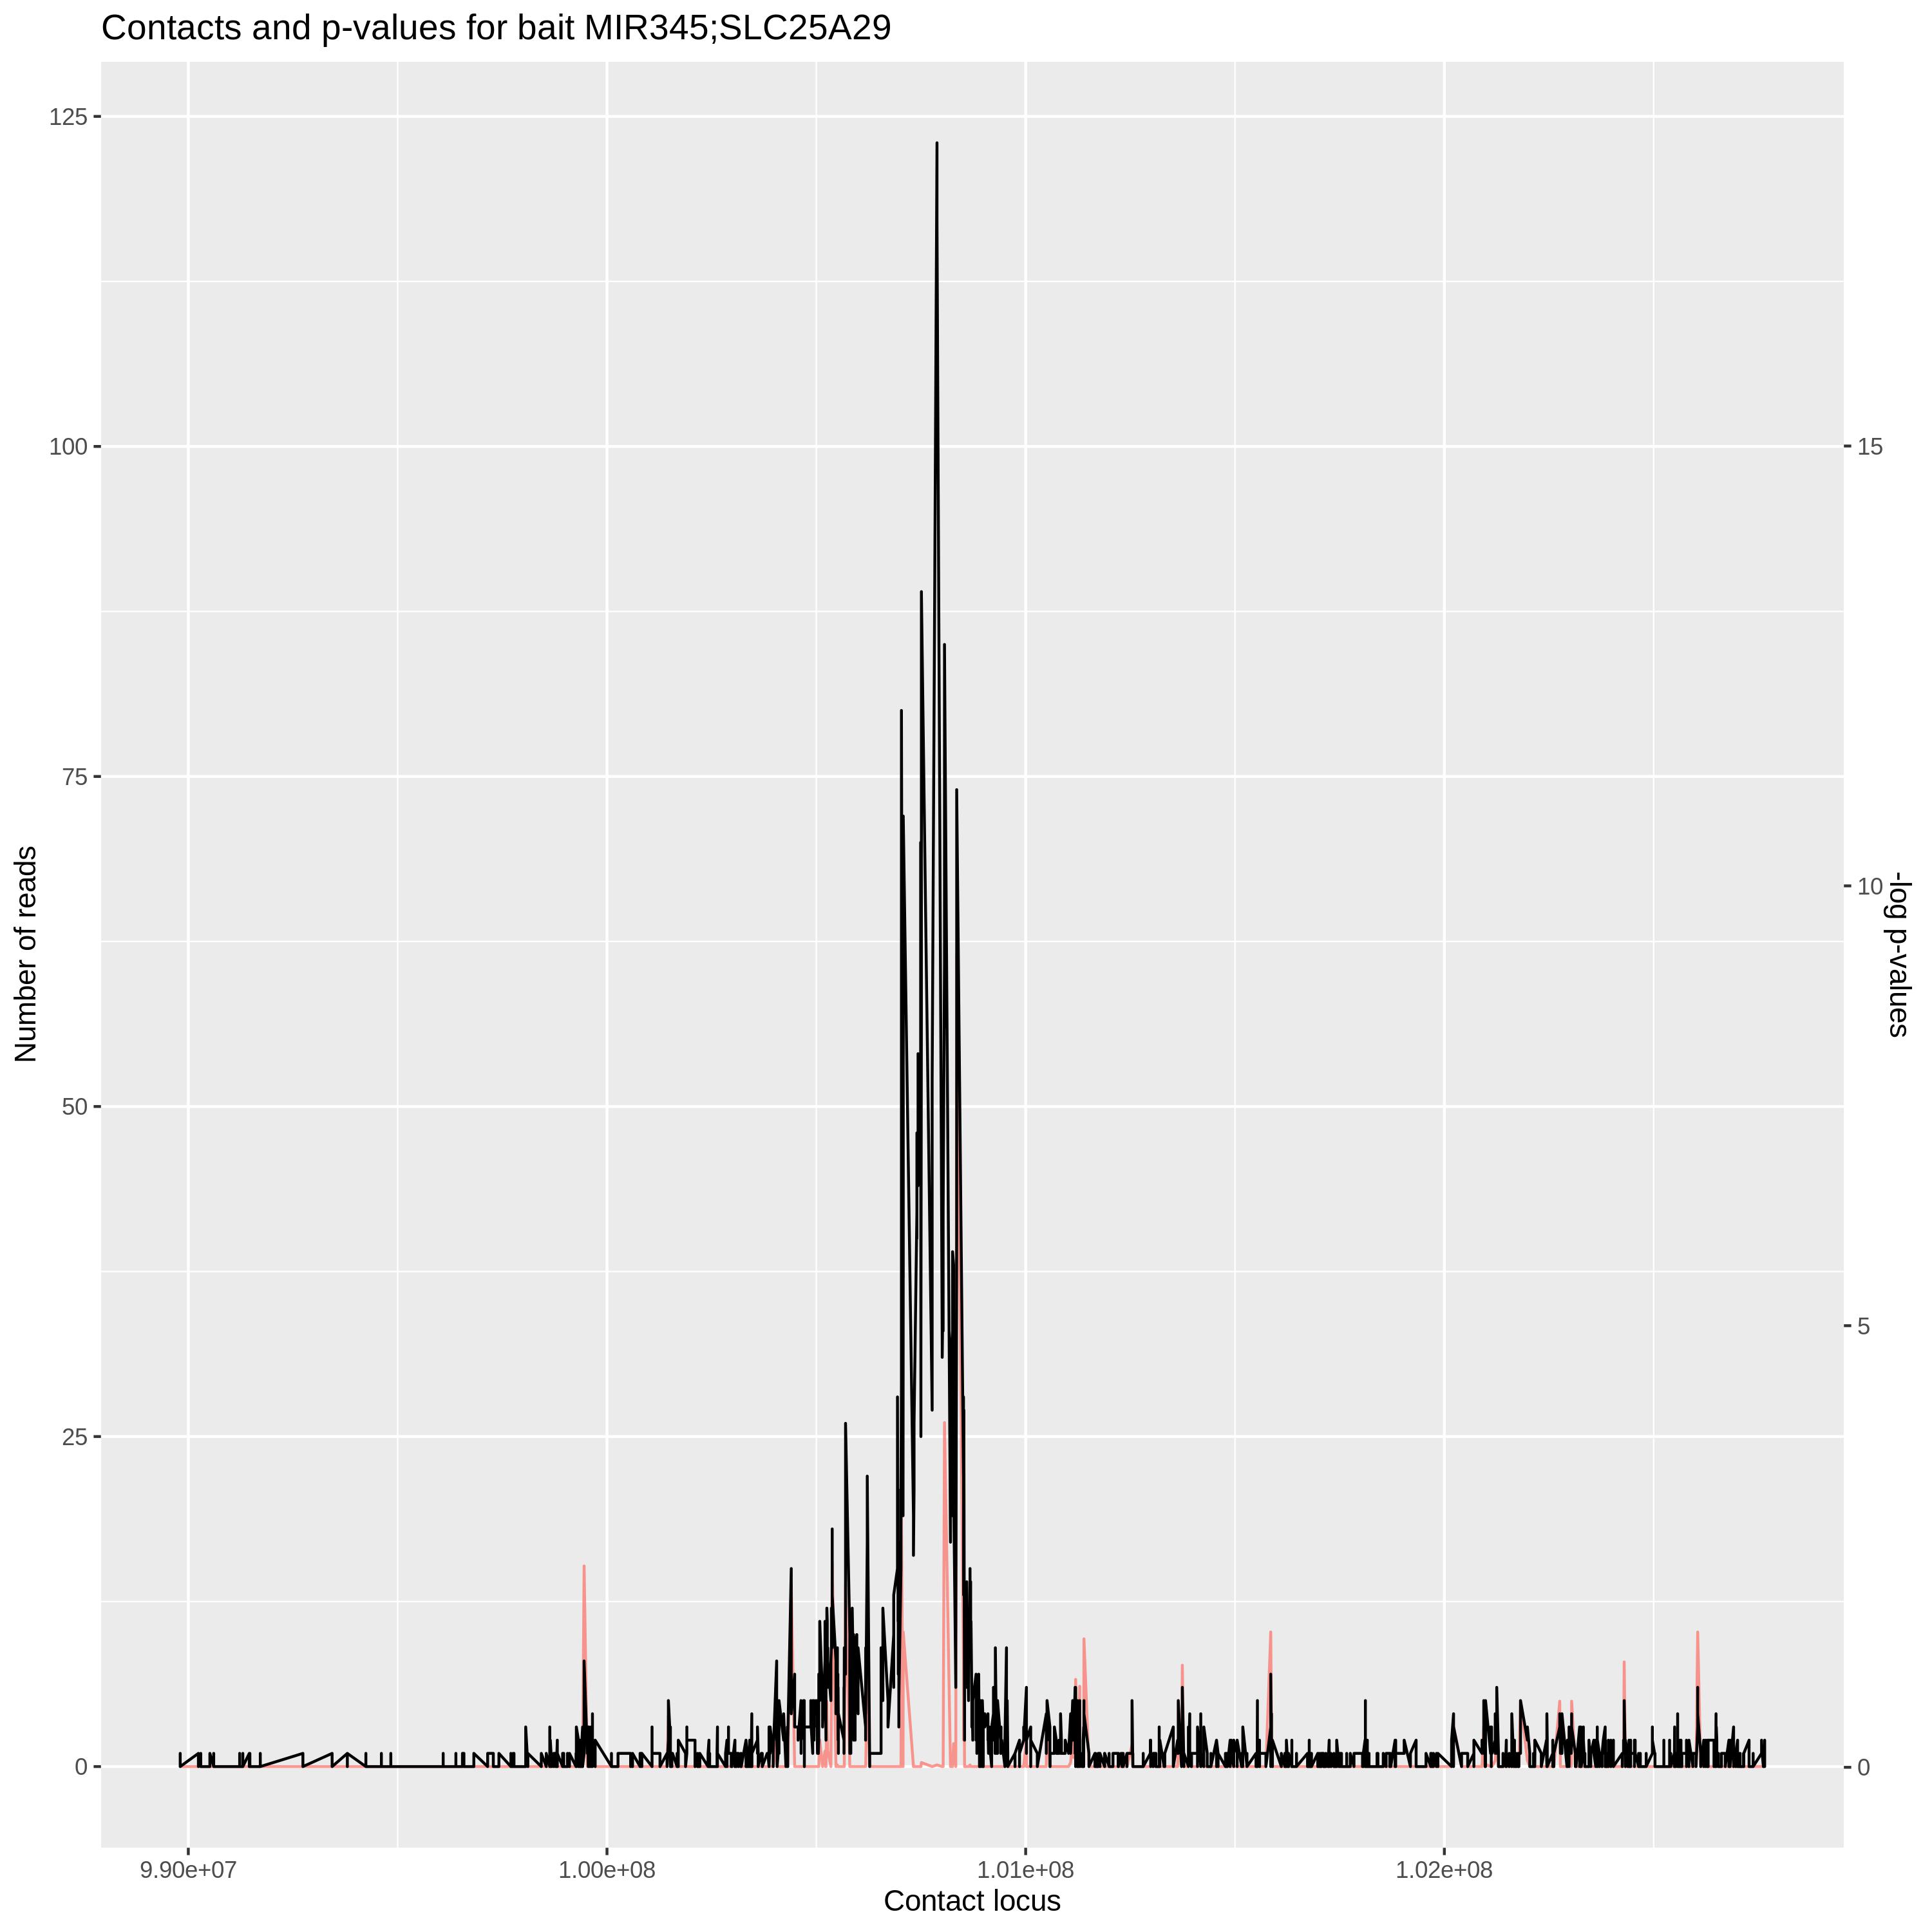 Contacts and p-values for bait MIR345;SLC25A29
125
100
75
50
25
0
Number of reads
15
10
5
0
-log p-values
9.90e+07
1.00e+08
1.01e+08
1.02e+08
Contact locus